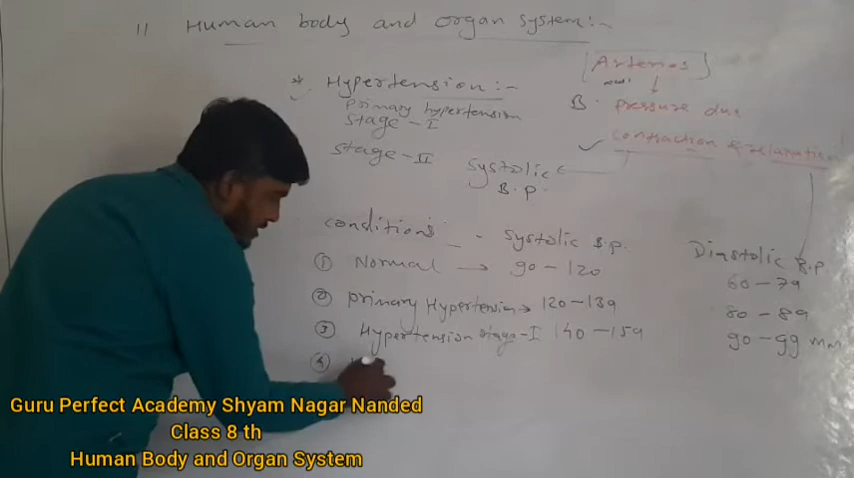 11 Human body and organ system:-
[Arteries]
* Hypertension :-
Primary hypertension
B. pressure due
Stage - I
contraction & relaxation
Stage - II
Systolic
B.P.
conditions - Systolic B.P. Diastolic B.P
① Normal → 90 - 120 60 - 79
② Primary Hypertension → 120 - 139 80 - 89
③ Hypertension stage - I 140 - 159 90 - 99 mm
④
Guru Perfect Academy Shyam Nagar Nanded
Class 8 th
Human Body and Organ System